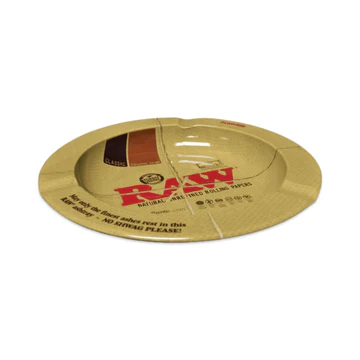 CLASSIC
RAW
NATURAL UNREFINED ROLLING PAPERS
May only the finest ashes rest in this
RAW ashtray - NO SHWAG PLEASE!